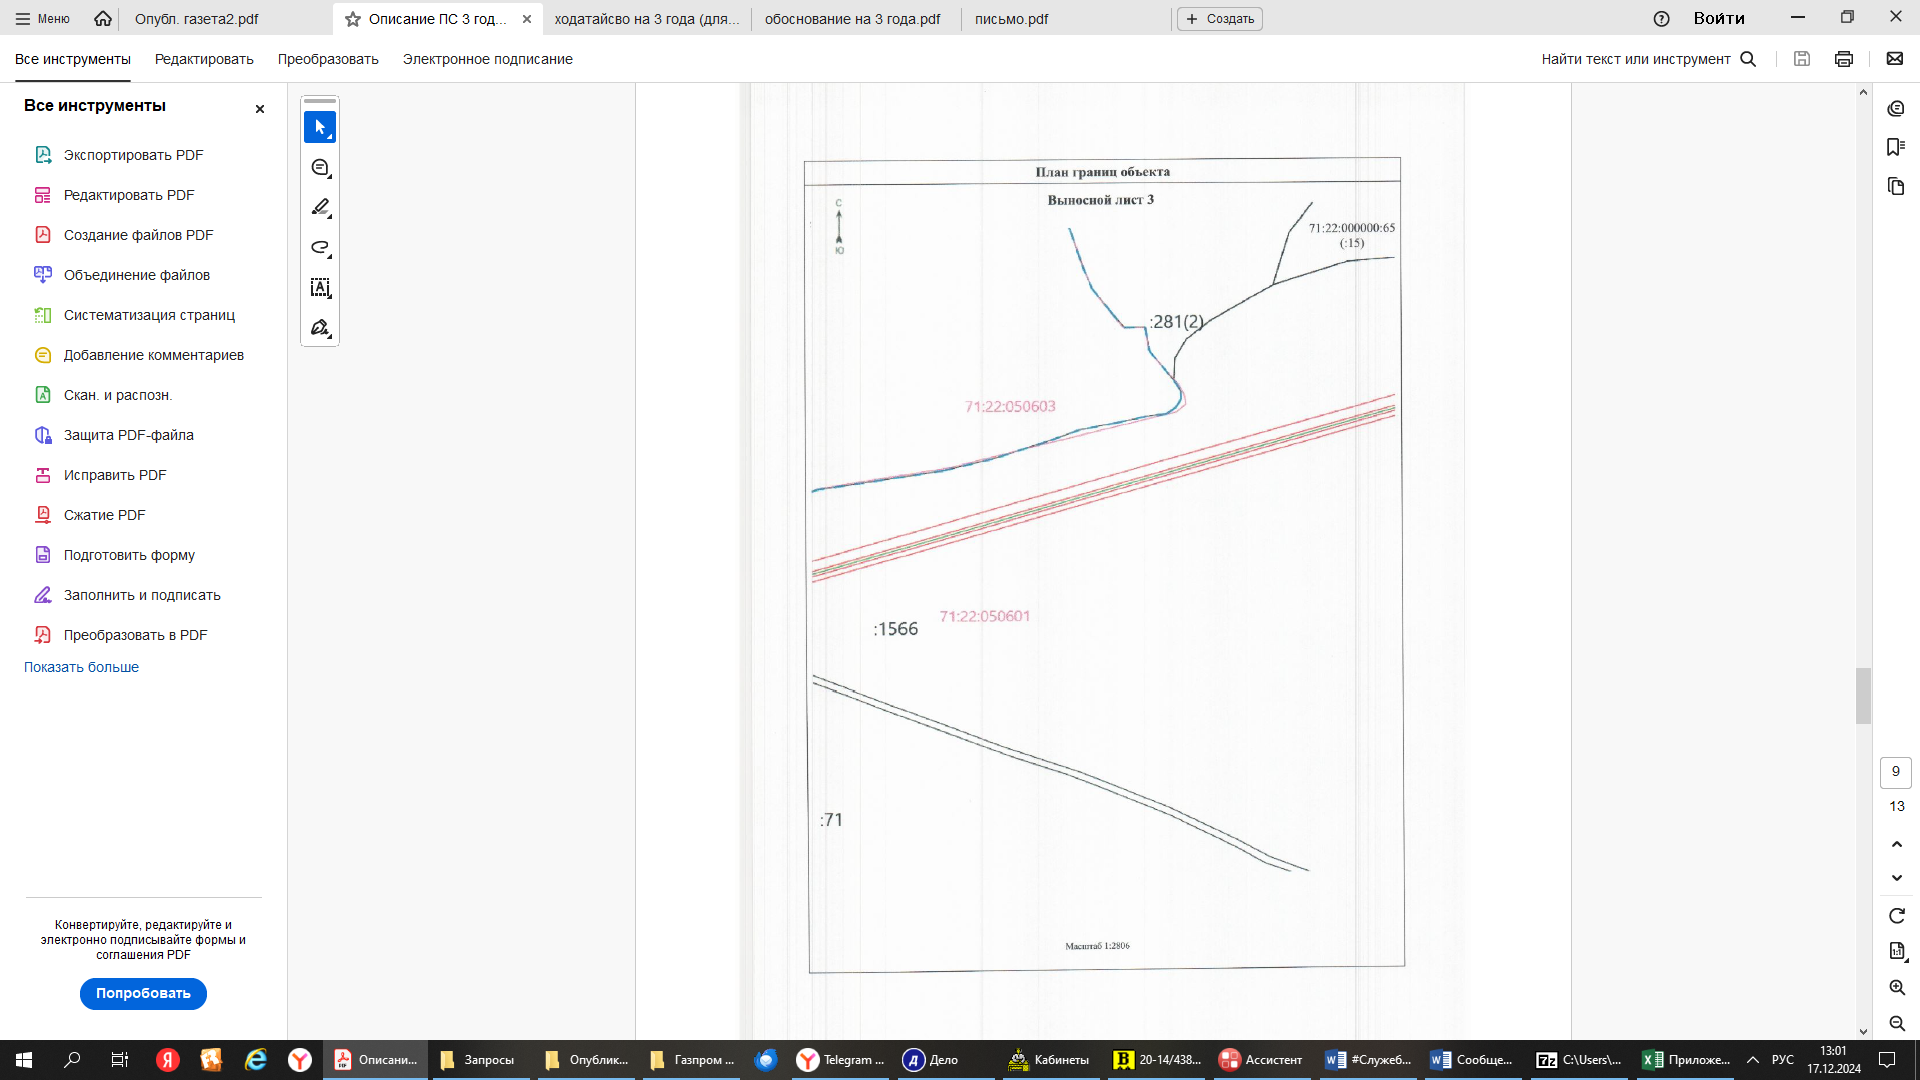 Меню
Опубл. газета2.pdf
Описание ПС 3 год...
ходатайсво на 3 года (для...
обоснование на 3 года.pdf
письмо.pdf
Создать
Войти
Все инструменты
Редактировать
Преобразовать
Электронное подписание
Найти текст или инструмент
Все инструменты
Экспортировать PDF
Редактировать PDF
Создание файлов PDF
Объединение файлов
Систематизация страниц
Добавление комментариев
Скан. и распозн.
Защита PDF-файла
Исправить PDF
Сжатие PDF
Подготовить форму
Заполнить и подписать
Преобразовать в PDF
Показать больше
Конвертируйте, редактируйте и
электронно подписывайте формы и
соглашения PDF
Попробовать
План границ объекта
Выносной лист 3
С
Ю
71:22:000000:65
(:15)
:281(2)
71:22:050603
71:22:050601
:1566
:71
Масштаб 1:2806
9
13
Описани...
Запросы
Опублик...
Газпром ...
Telegram ...
Дело
Кабинеты
20-14/438...
Ассистент
#Служеб...
Сообще...
C:\Users\...
Приложе...
РУС
13:01
17.12.2024